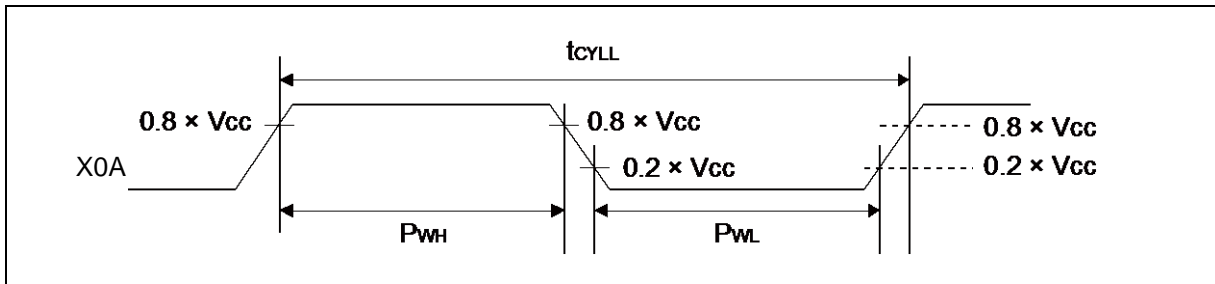 tCYLL
0.8 × Vcc
0.8 × Vcc
0.8 × Vcc
X0A
0.2 × Vcc
0.2 × Vcc
PWH
PWL